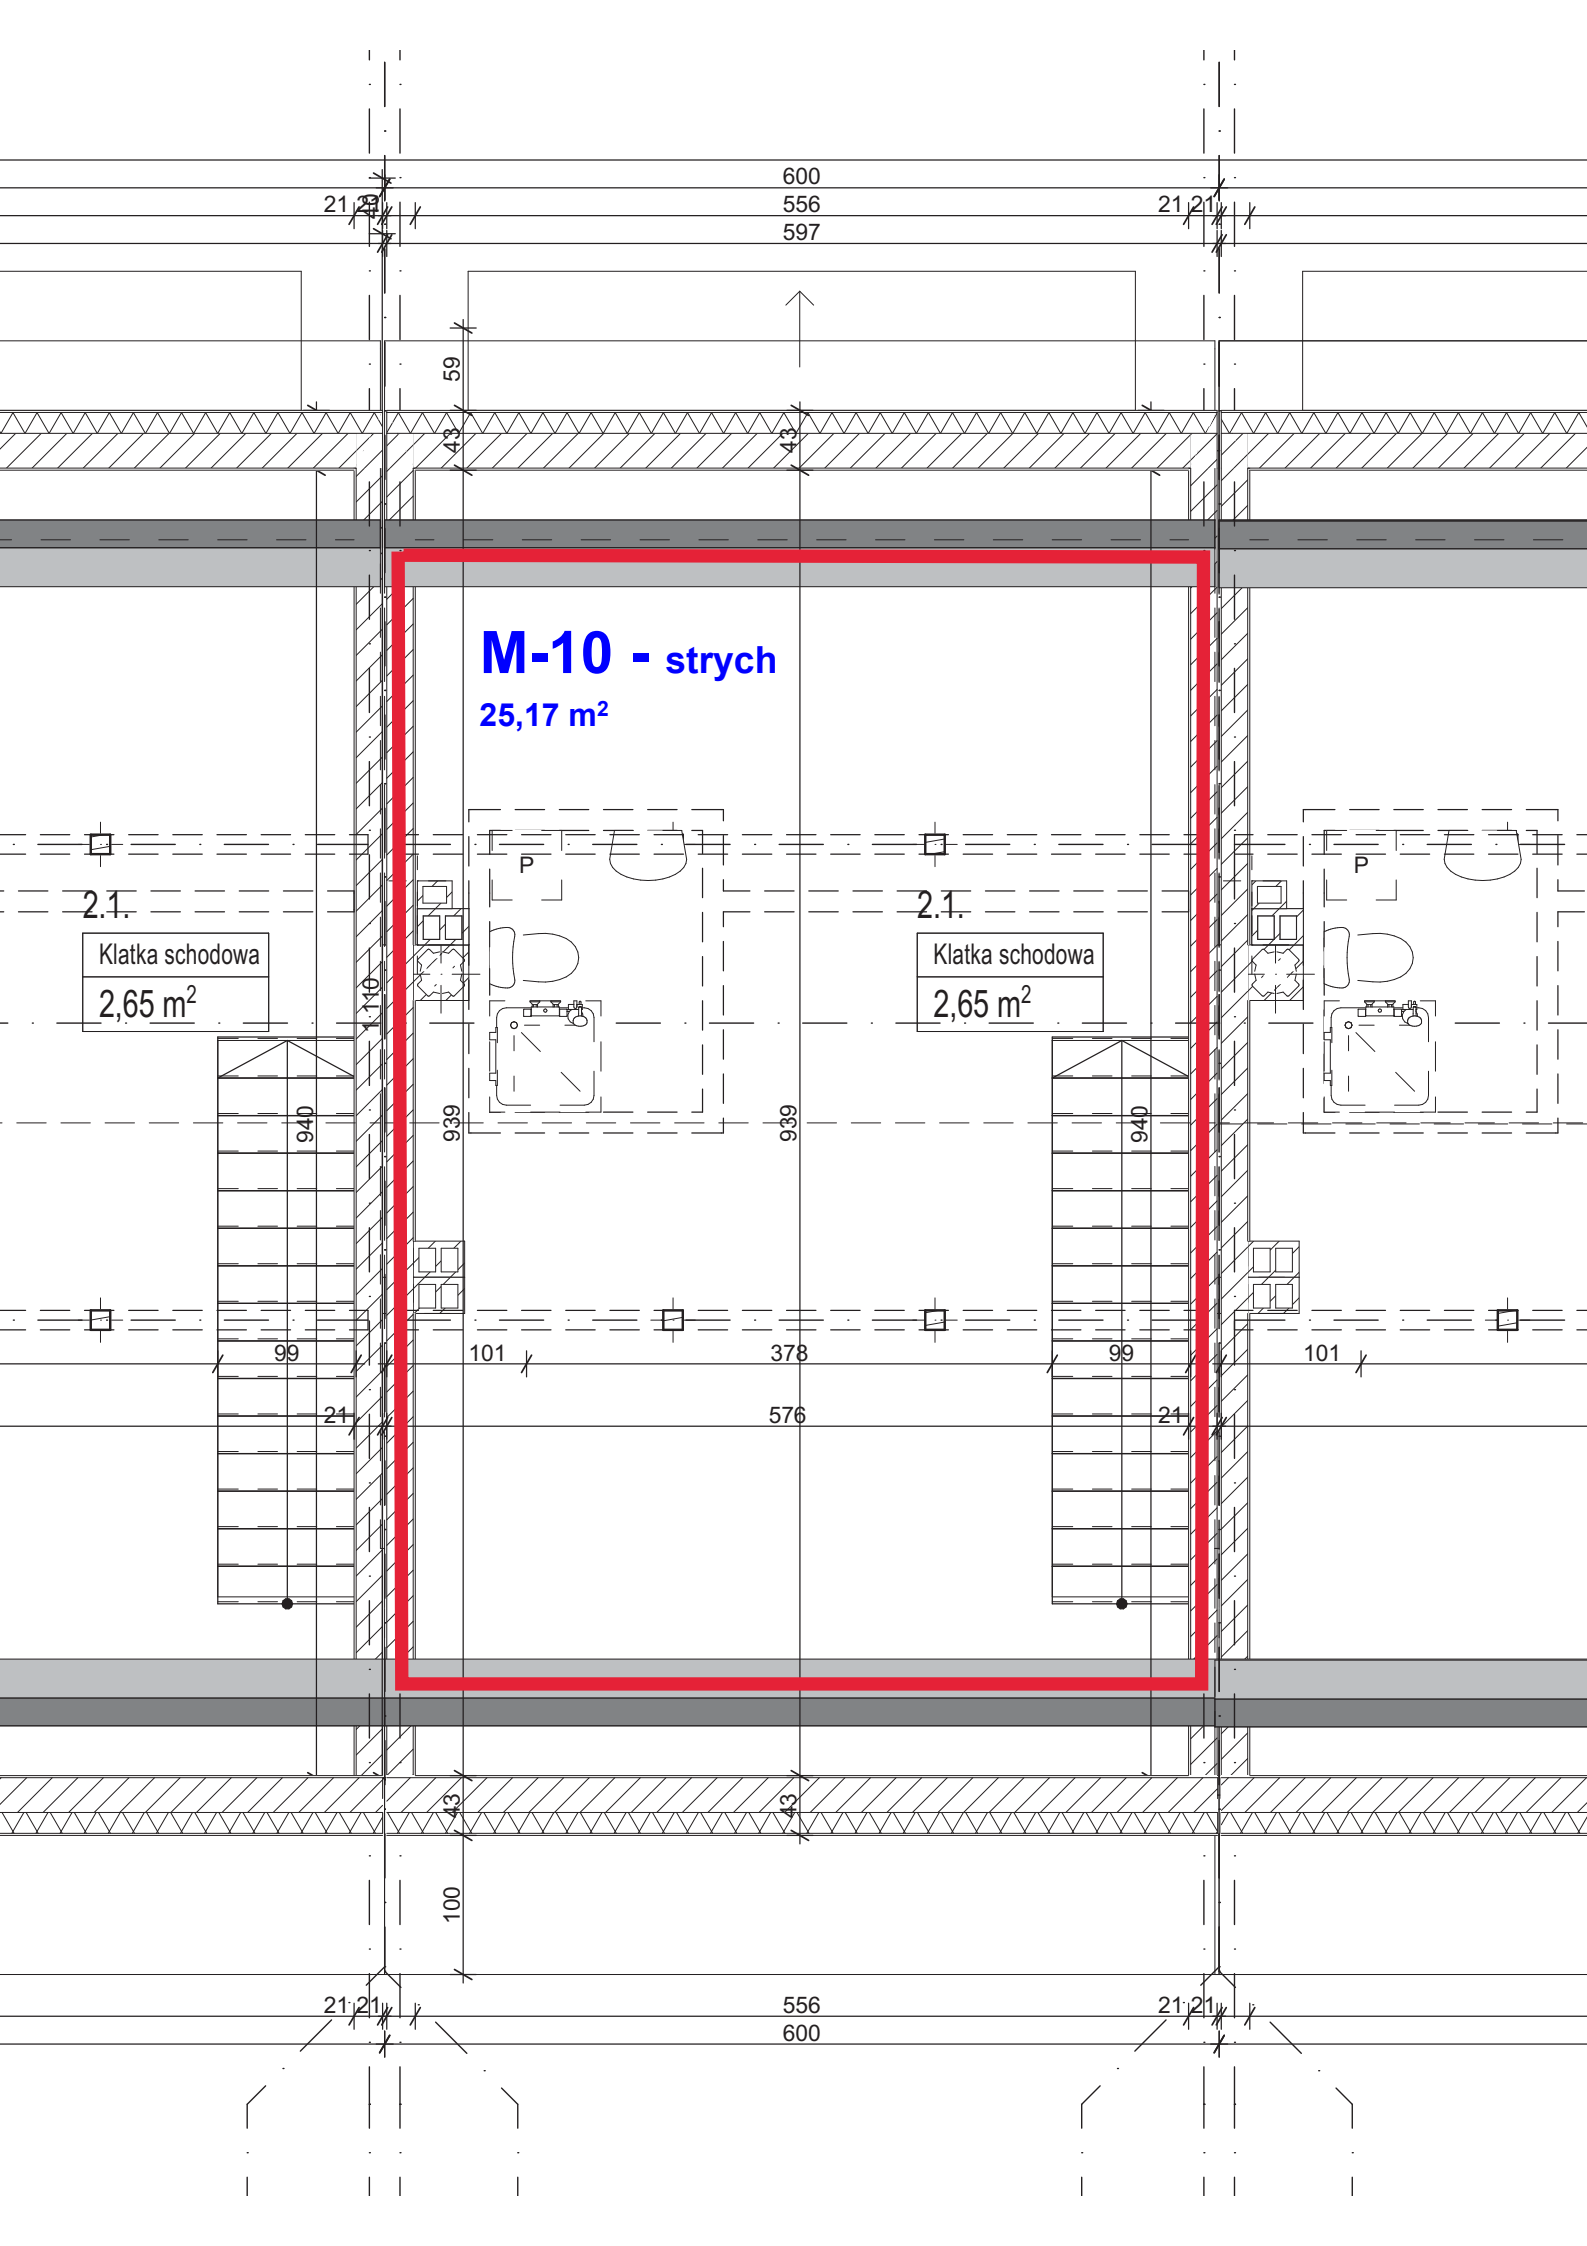 600
21 21 40 556 21 21
597
59
43 43
M-10 - strych
25,17 m²
P P
2.1. 2.1.
Klatka schodowa Klatka schodowa
2,65 m² 2,65 m²
1 110
940 939 939 940
99 101 378 99 101
21 576 21
43 43
100
21 21 556 21 21
600